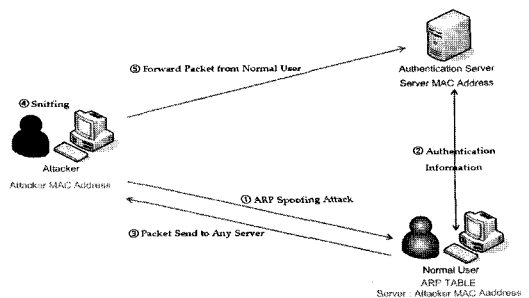 ⑤ Forward Packet from Normal User
Authentication Server
Server MAC Address
④ Sniffing
Attacker
Attacker MAC Address
② Authentication
Information
① ARP Spoofing Attack
③ Packet Send to Any Server
Normal User
ARP TABLE
Server : Attacker MAC Aaddress